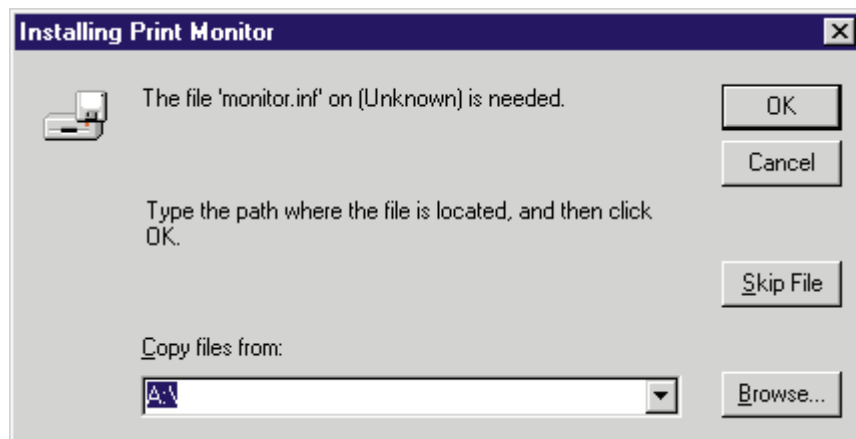 Installing Print Monitor
The file 'monitor.inf' on (Unknown) is needed.
OK
Cancel
Type the path where the file is located, and then click
OK.
Skip File
Copy files from:
A:\
Browse...